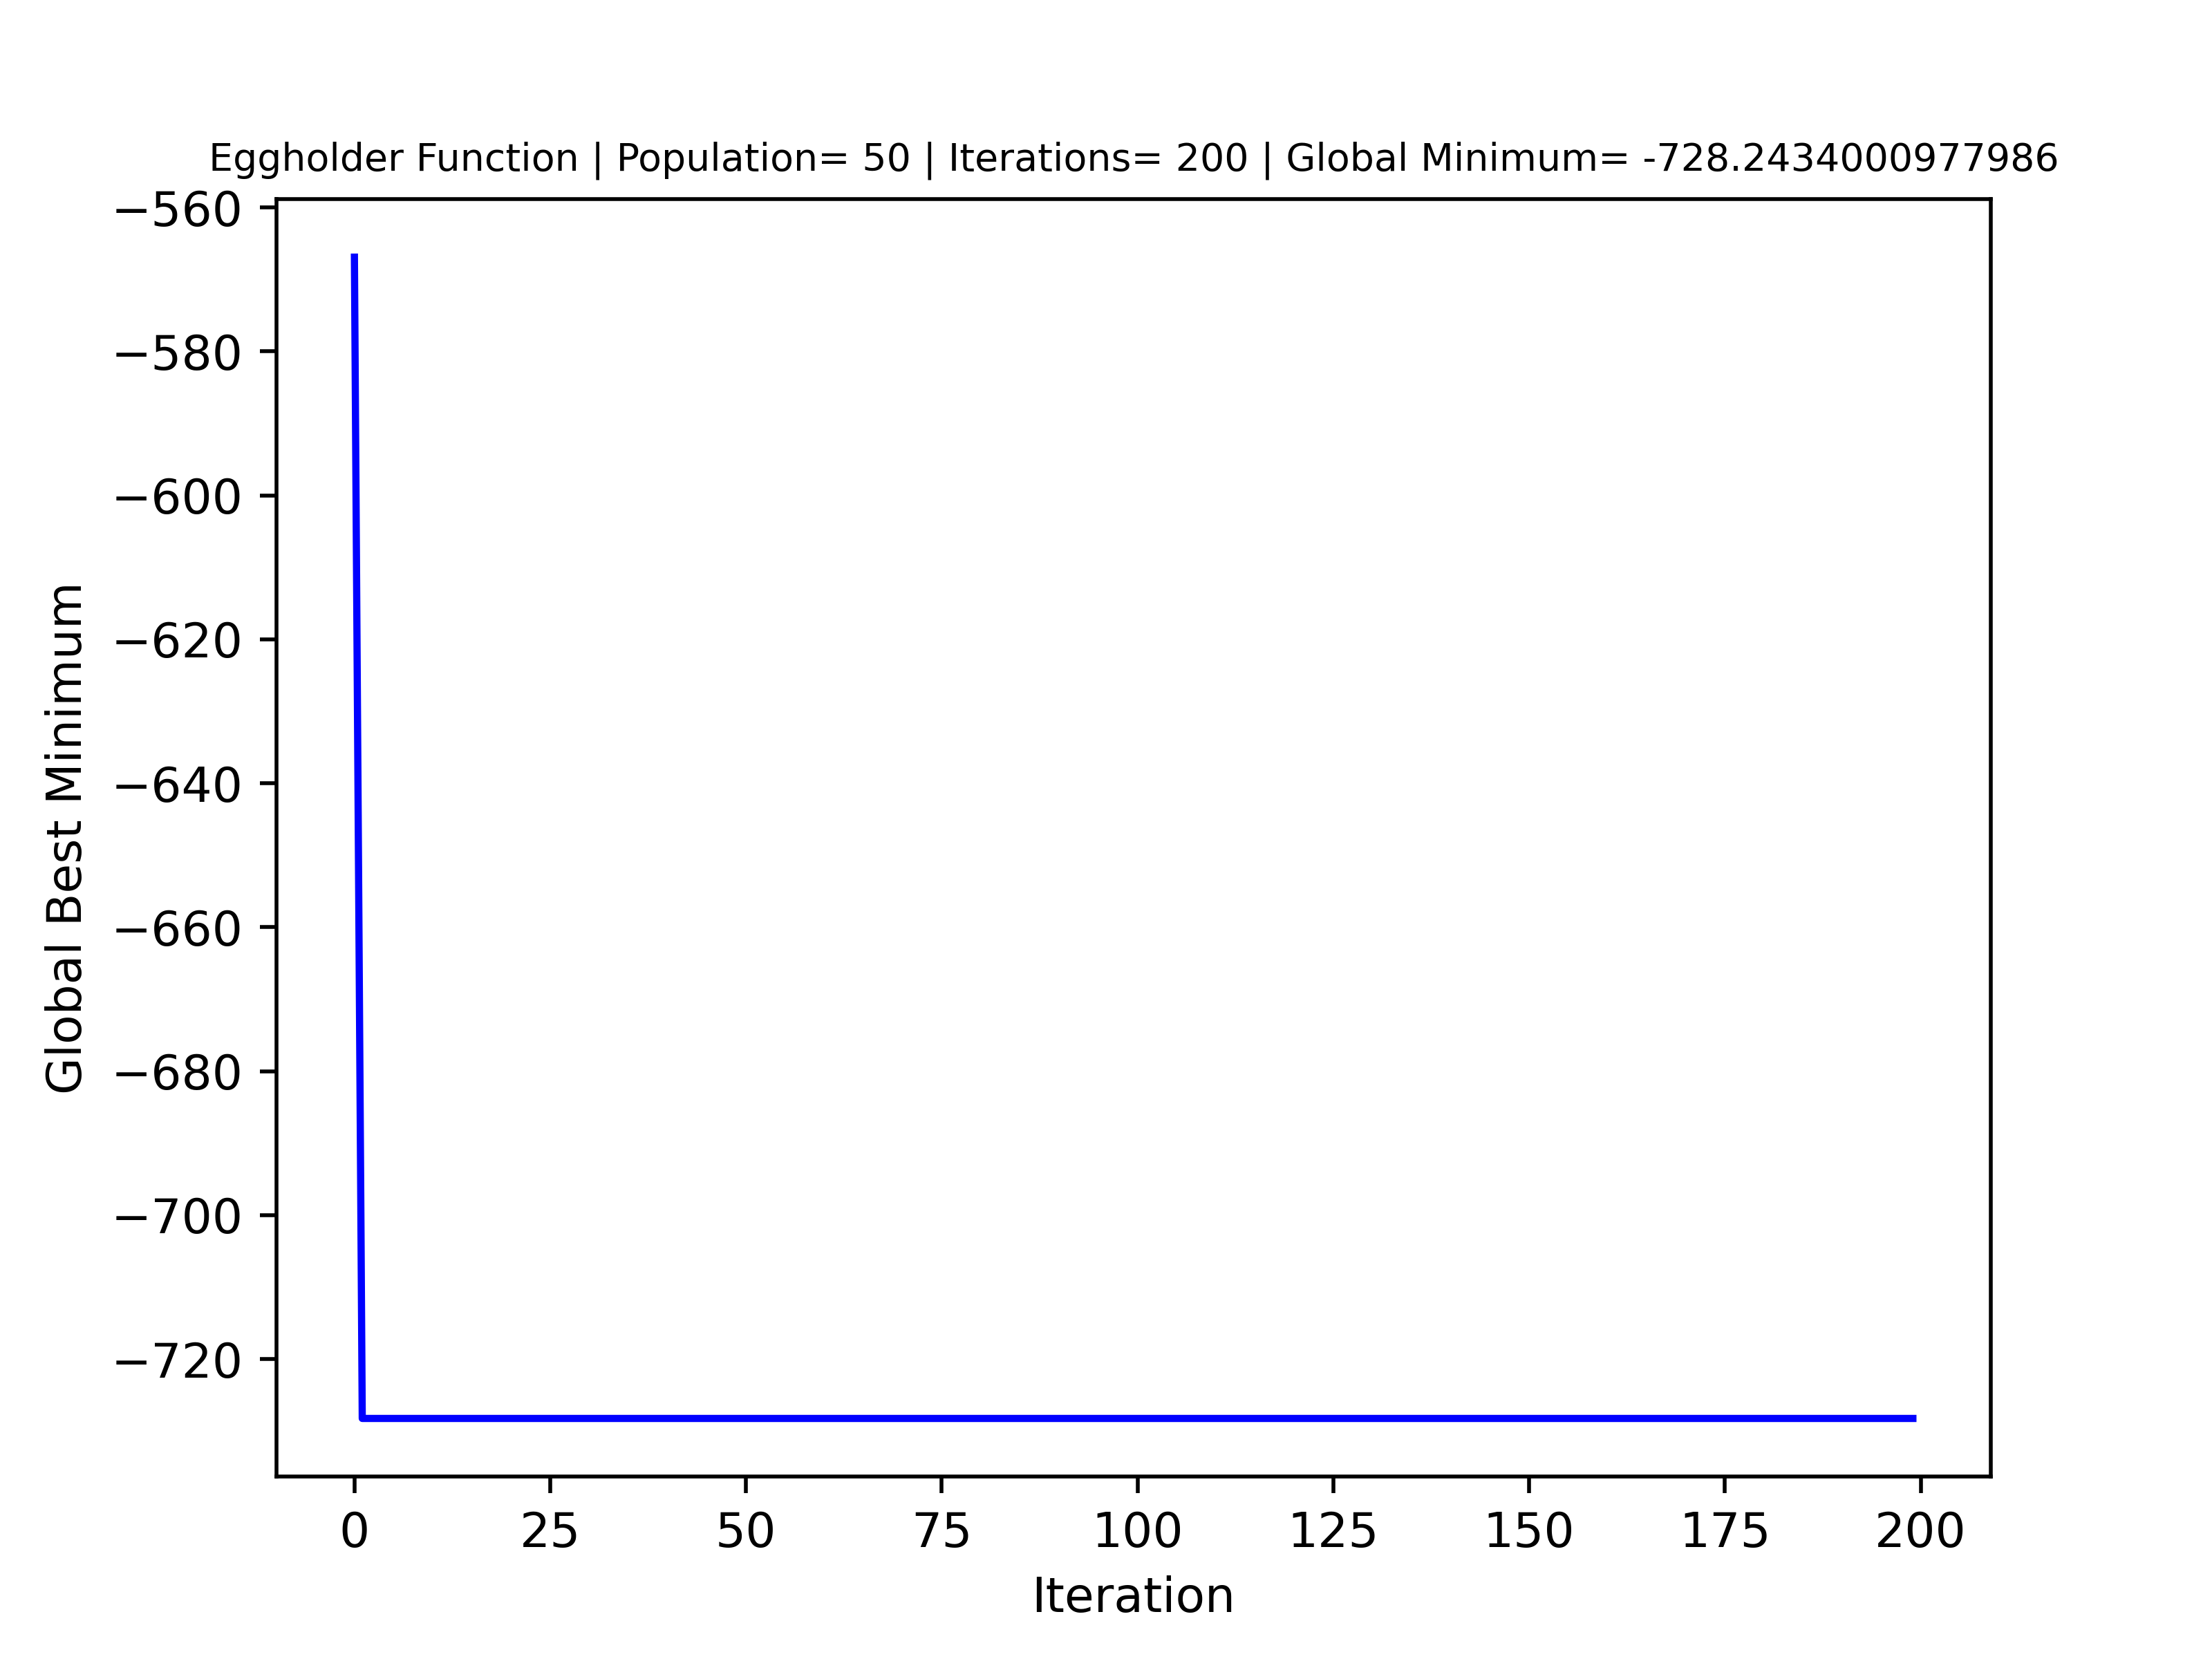 Eggholder Function | Population= 50 | Iterations= 200 | Global Minimum= -728.2434000977986
−560
−580
−600
−620
−640
−660
−680
−700
−720
Global Best Minimum
0 25 50 75 100 125 150 175 200
Iteration